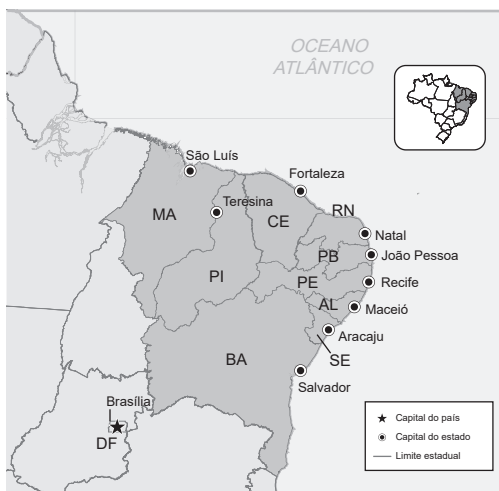 OCEANO
ATLÂNTICO
São Luís
Fortaleza
MA
Teresina
CE
RN
Natal
PB
João Pessoa
PI
PE
Recife
AL
Maceió
Aracaju
BA
SE
Salvador
Brasília
DF
Capital do país
Capital do estado
Limite estadual